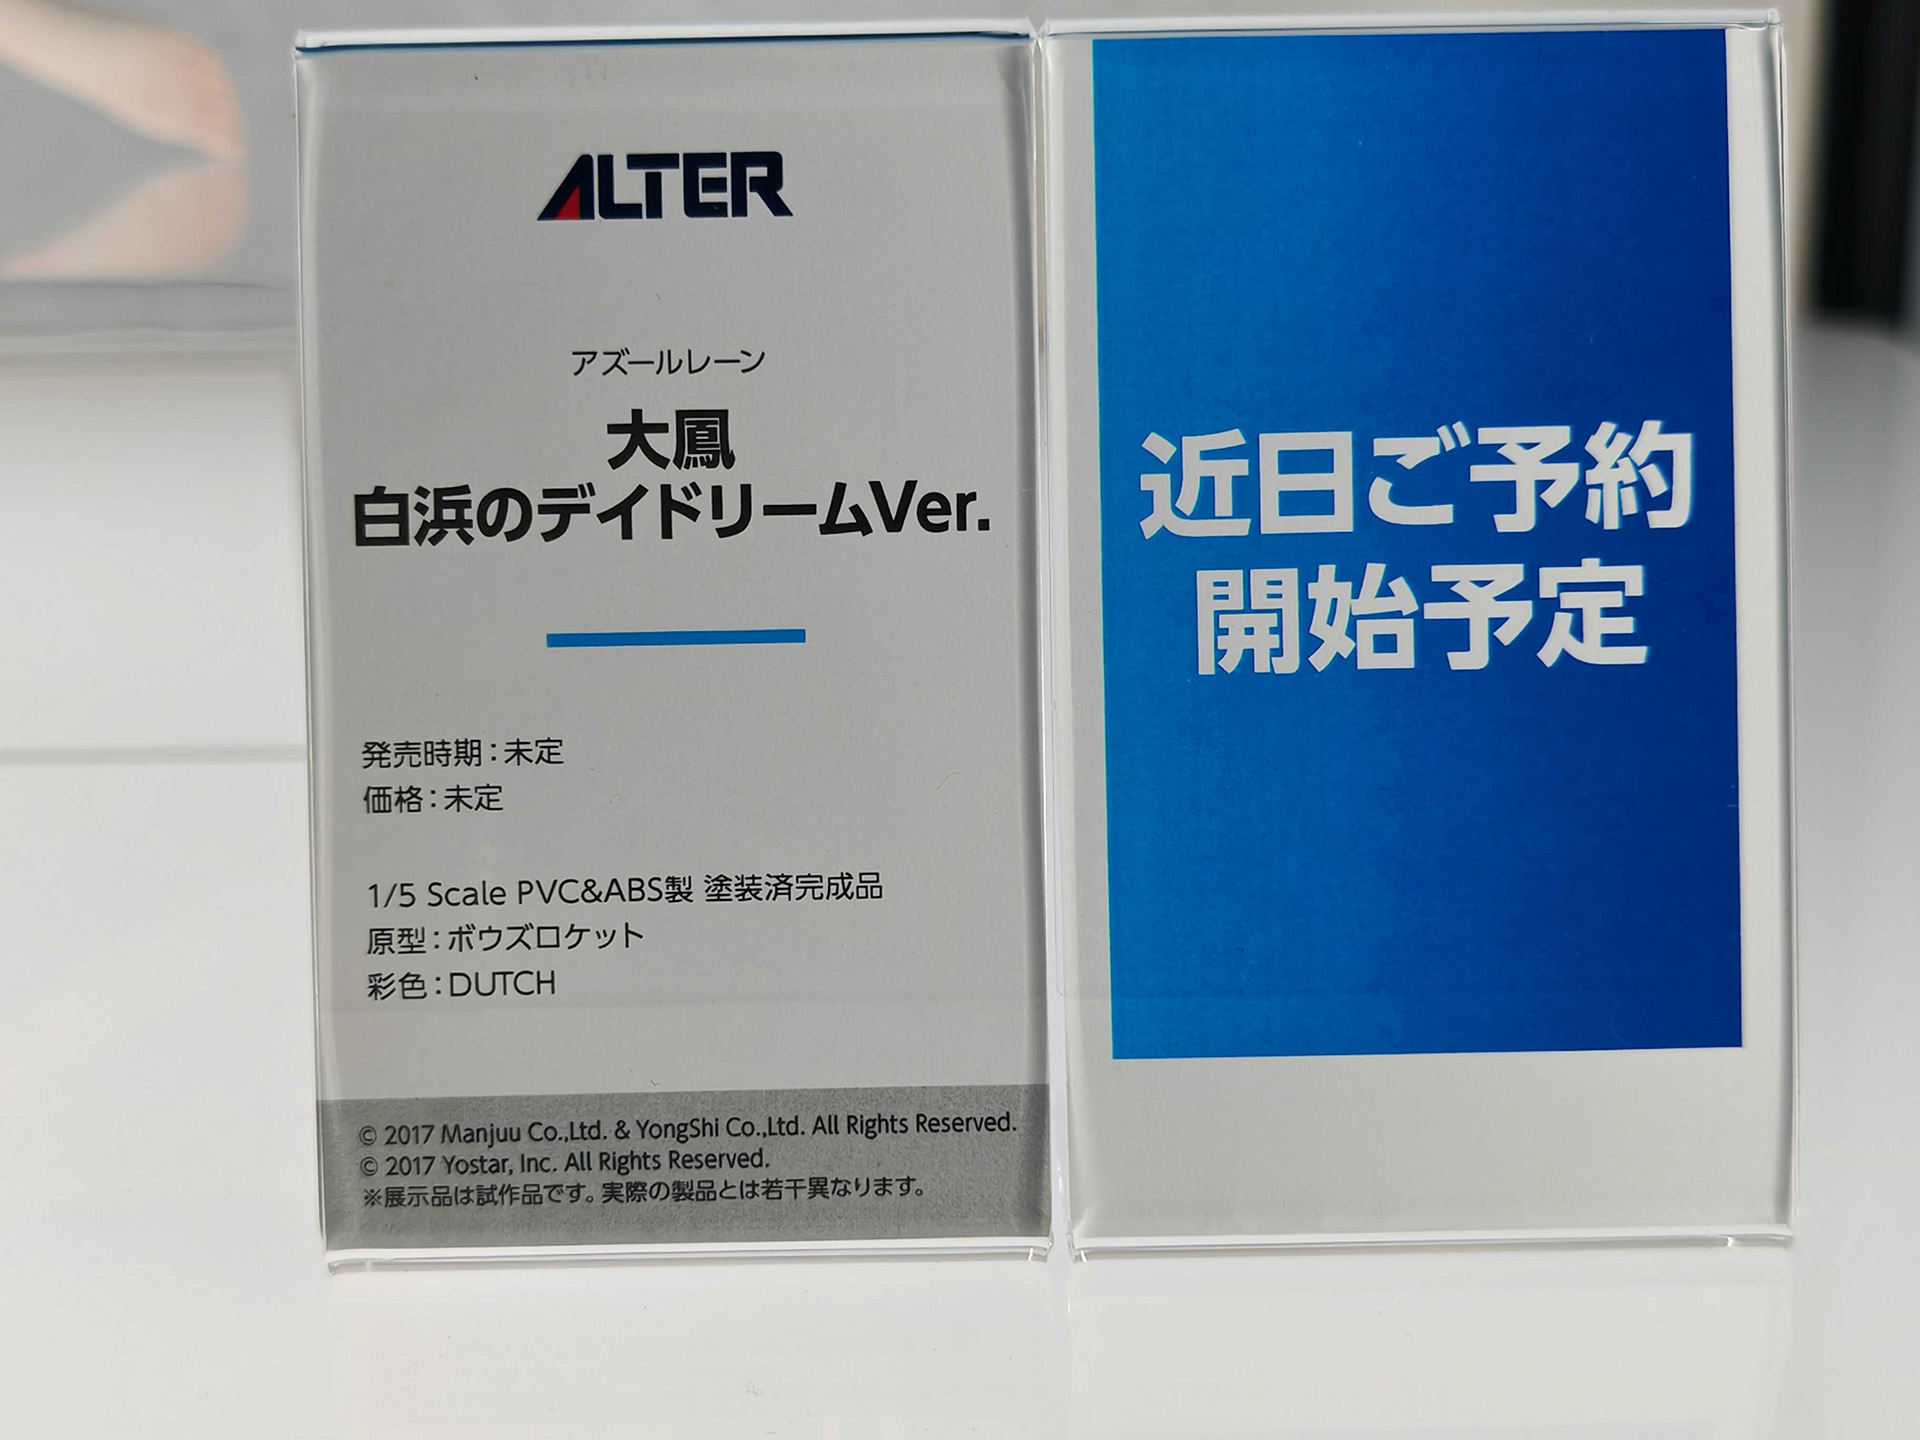 ALTER
アズールレーン
大鳳
白浜のデイドリームVer.
発売時期：未定
価格：未定
1/5 Scale PVC&ABS製 塗装済完成品
原型：ボウズロケット
彩色：DUTCH
© 2017 Manjuu Co.,Ltd. & YongShi Co.,Ltd. All Rights Reserved.
© 2017 Yostar, Inc. All Rights Reserved.
※展示品は試作品です。実際の製品とは若干異なります。
近日ご予約
開始予定